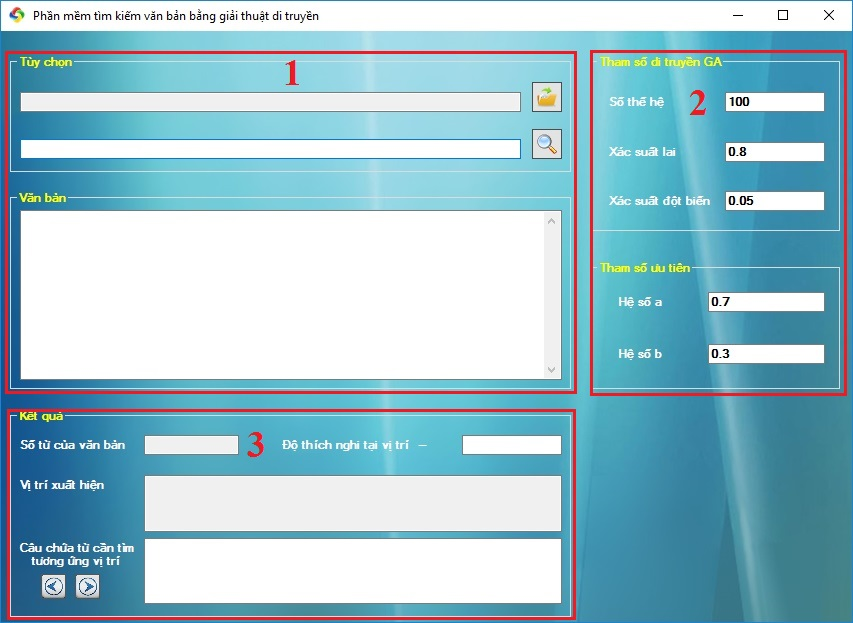 Phần mềm tìm kiếm văn bản bằng giải thuật di truyền
Tùy chọn
1
Văn bản
Tham số di truyền GA
2
Số thế hệ
100
Xác suất lai
0.8
Xác suất đột biến
0.05
Tham số ưu tiên
Hệ số a
0.7
Hệ số b
0.3
Kết quả
Số từ của văn bản
3
Độ thích nghi tại vị trí –
Vị trí xuất hiện
Câu chứa từ cần tìm
tương ứng vị trí